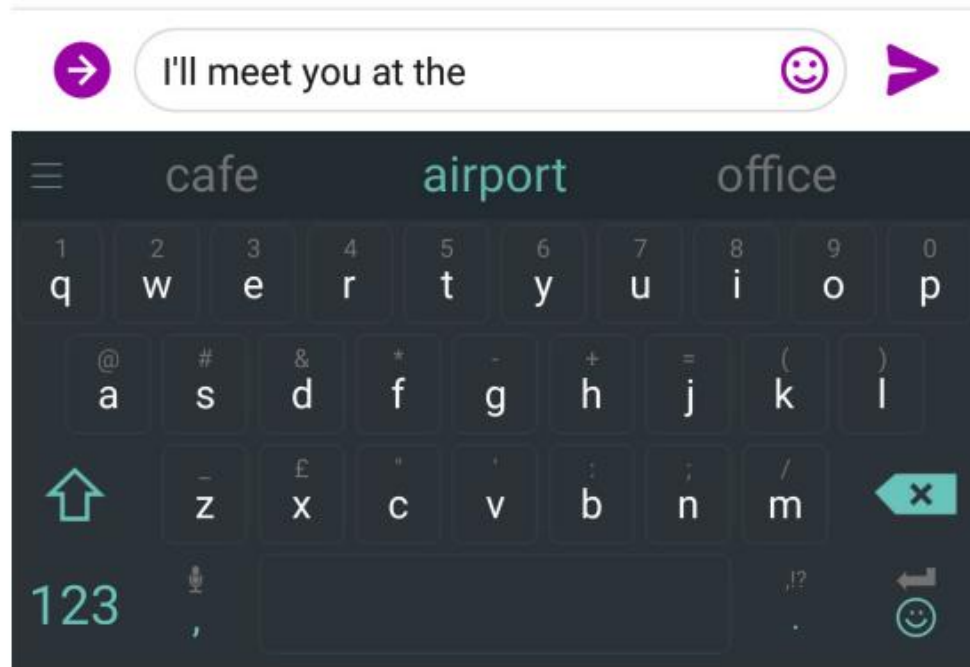 I'll meet you at the
cafe airport office
1 2 3 4 5 6 7 8 9 0
q w e r t y u i o p
@ # & * - + = ( )
a s d f g h j k l
_ £ " ' : ; /
z x c v b n m
,!?
123 , .